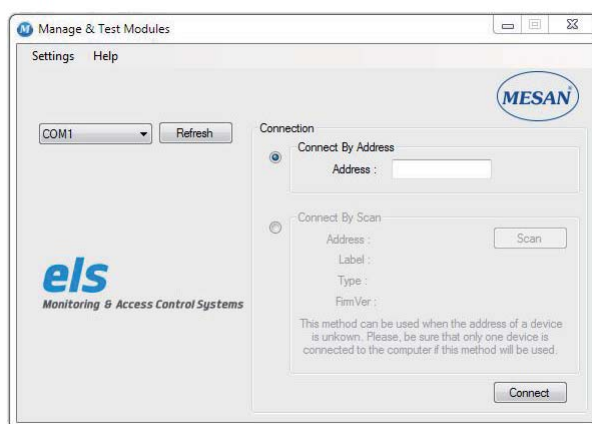 Manage & Test Modules
Settings Help
MESAN
COM1 Refresh
Connection
Connect By Address
Address :
Connect By Scan
Address : Scan
Label :
Type :
FirmVer :
This method can be used when the address of a device
is unkown. Please, be sure that only one device is
connected to the computer if this method will be used.
els
Monitoring & Access Control Systems
Connect